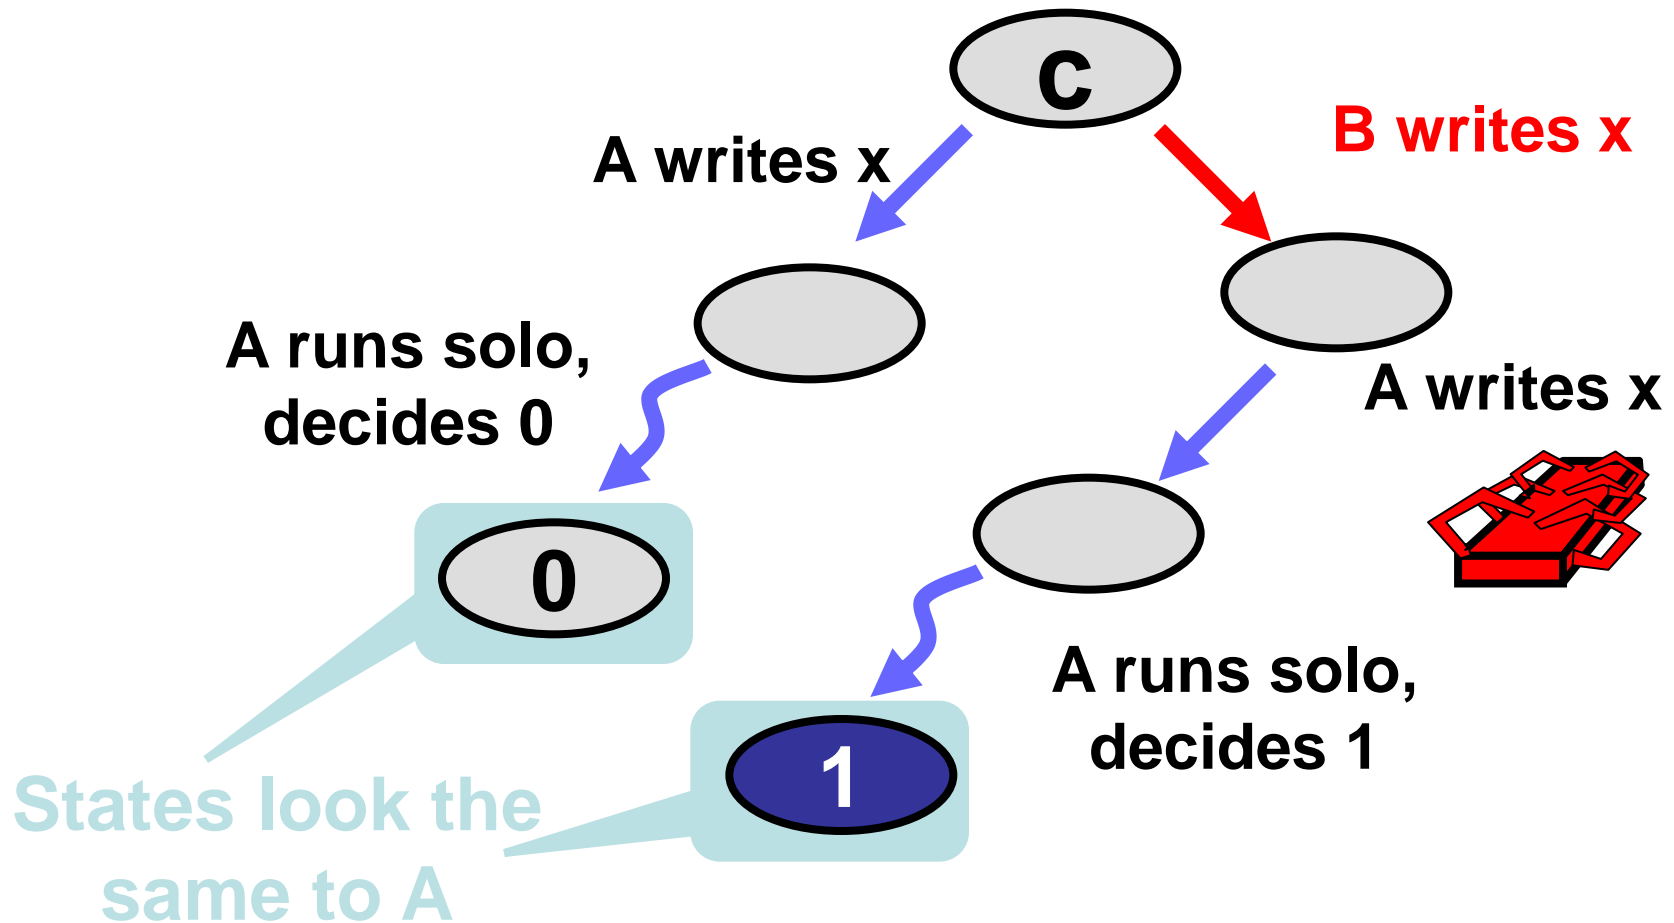 c
B writes x
A writes x
A runs solo,
decides 0
A writes x
0
A runs solo,
decides 1
1
States look the
same to A